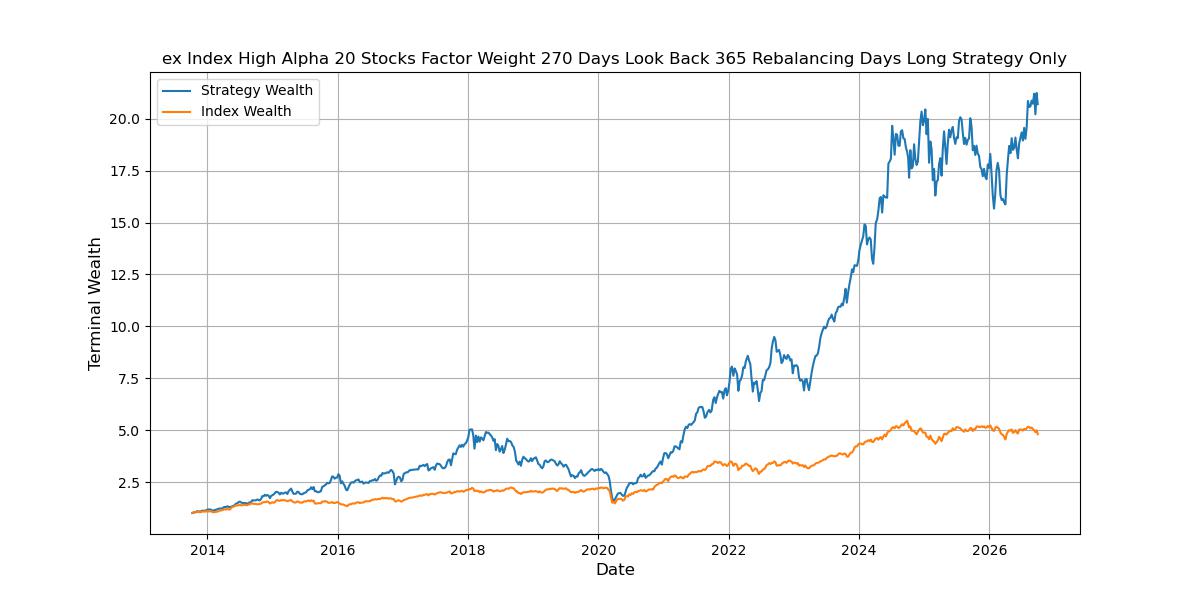 ex Index High Alpha 20 Stocks Factor Weight 270 Days Look Back 365 Rebalancing Days Long Strategy Only
Strategy Wealth
Index Wealth
Terminal Wealth
20.0
17.5
15.0
12.5
10.0
7.5
5.0
2.5
2014 2016 2018 2020 2022 2024 2026
Date